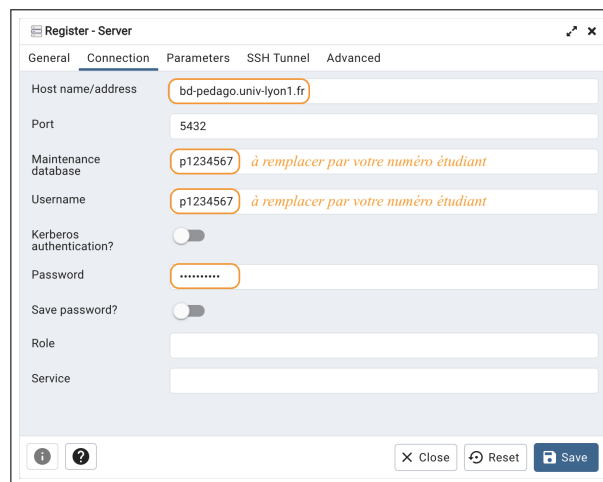 Register - Server
General Connection Parameters SSH Tunnel Advanced
Host name/address bd-pedago.univ-lyon1.fr
Port 5432
Maintenance
database p1234567 à remplacer par votre numéro étudiant
Username p1234567 à remplacer par votre numéro étudiant
Kerberos
authentication?
Password ••••••••••
Save password?
Role
Service
Close Reset Save